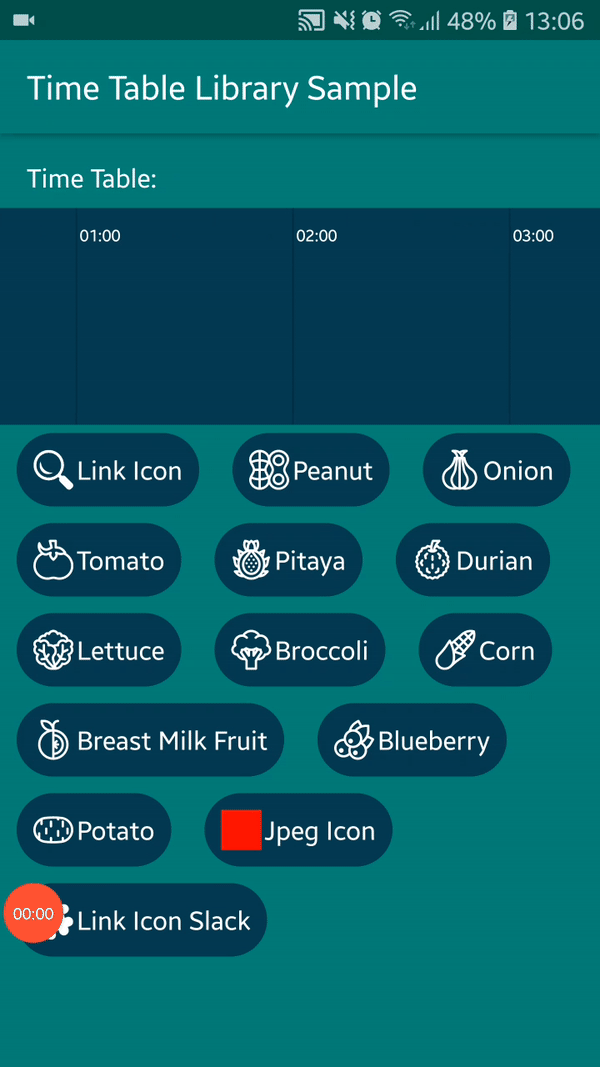 48% 13:06
Time Table Library Sample
Time Table:
01:00 02:00 03:00
Link Icon Peanut Onion
Tomato Pitaya Durian
Lettuce Broccoli Corn
Breast Milk Fruit Blueberry
Potato Jpeg Icon
00:00 Link Icon Slack